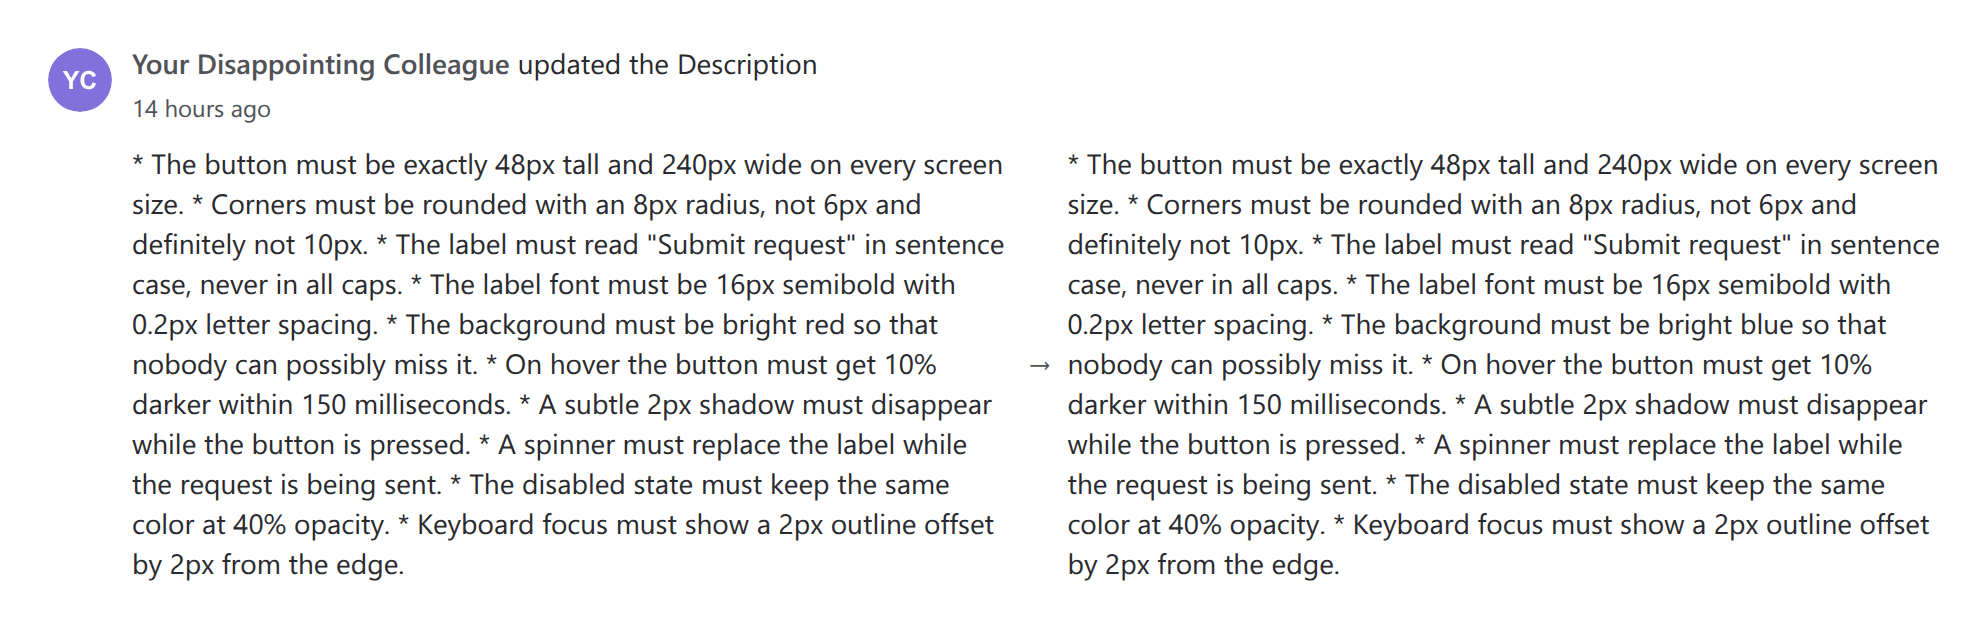 YC
Your Disappointing Colleague updated the Description
14 hours ago
* The button must be exactly 48px tall and 240px wide on every screen
size. * Corners must be rounded with an 8px radius, not 6px and
definitely not 10px. * The label must read "Submit request" in sentence
case, never in all caps. * The label font must be 16px semibold with
0.2px letter spacing. * The background must be bright red so that
nobody can possibly miss it. * On hover the button must get 10%
darker within 150 milliseconds. * A subtle 2px shadow must disappear
while the button is pressed. * A spinner must replace the label while
the request is being sent. * The disabled state must keep the same
color at 40% opacity. * Keyboard focus must show a 2px outline offset
by 2px from the edge.
→
* The button must be exactly 48px tall and 240px wide on every screen
size. * Corners must be rounded with an 8px radius, not 6px and
definitely not 10px. * The label must read "Submit request" in sentence
case, never in all caps. * The label font must be 16px semibold with
0.2px letter spacing. * The background must be bright blue so that
nobody can possibly miss it. * On hover the button must get 10%
darker within 150 milliseconds. * A subtle 2px shadow must disappear
while the button is pressed. * A spinner must replace the label while
the request is being sent. * The disabled state must keep the same
color at 40% opacity. * Keyboard focus must show a 2px outline offset
by 2px from the edge.